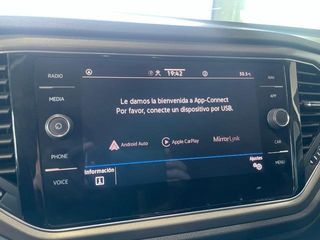 RADIO
MEDIA
PHONE
VOICE
19:42
30.5
NAV
APP
CAR
MENU
Le damos la bienvenida a App-Connect
Por favor, conecte un dispositivo por USB.
Android Auto
Apple CarPlay
MirrorLink
Información
Ajustes